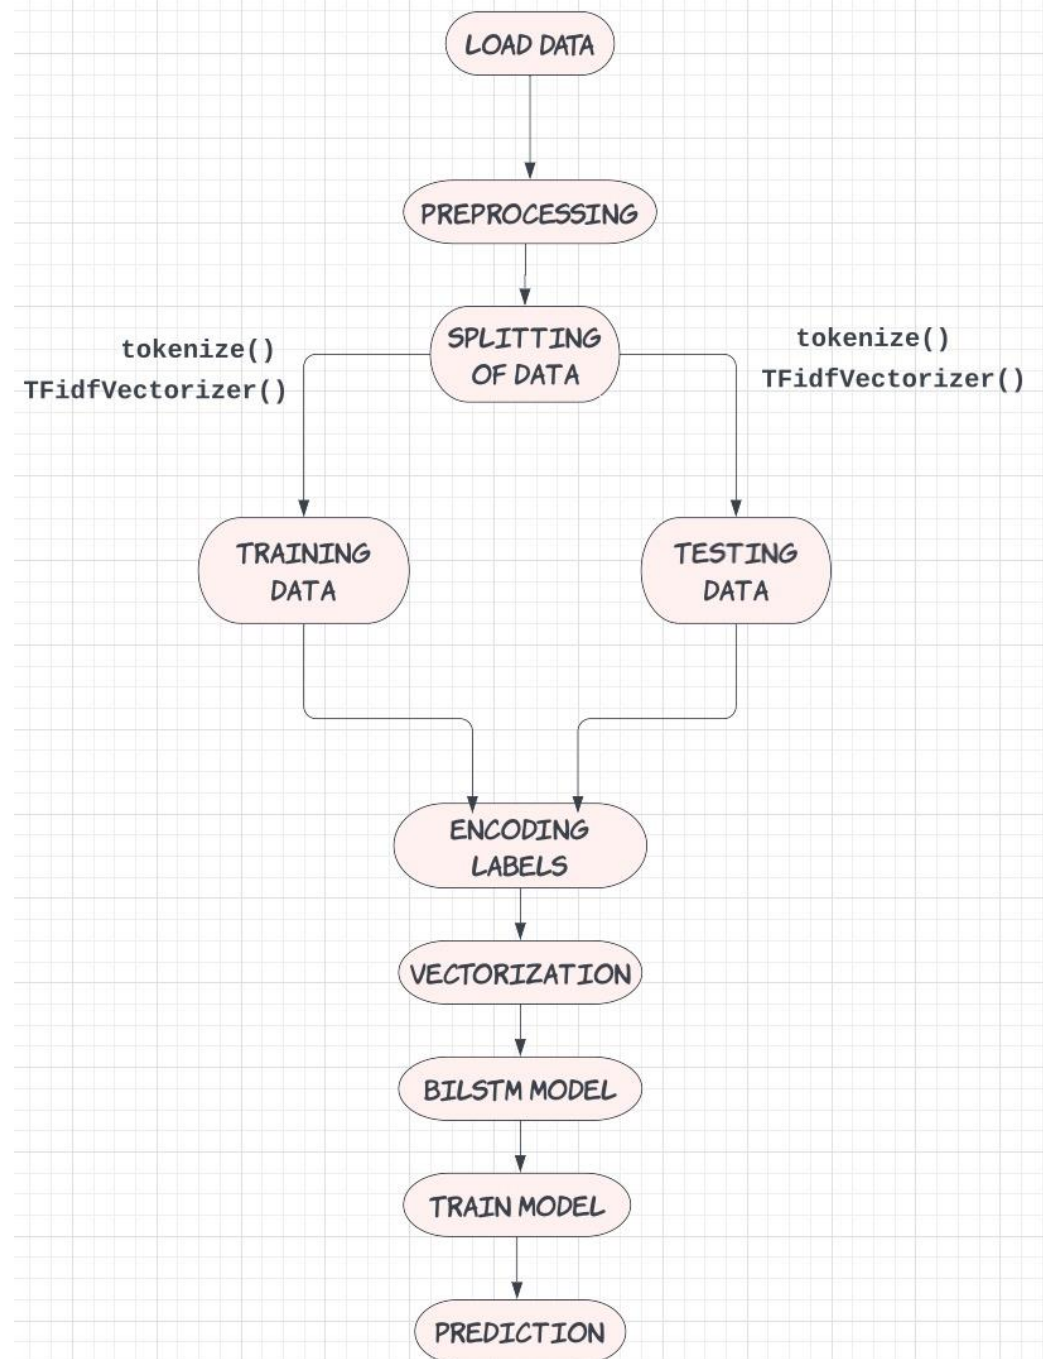 LOAD DATA
PREPROCESSING
SPLITTING
OF DATA
tokenize()
TFidfVectorizer()
tokenize()
TFidfVectorizer()
TRAINING
DATA
TESTING
DATA
ENCODING
LABELS
VECTORIZATION
BILSTM MODEL
TRAIN MODEL
PREDICTION